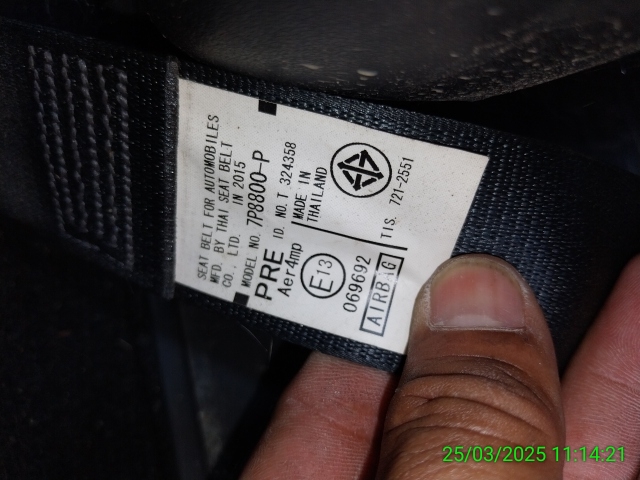 SEAT BELT FOR AUTOMOBILES
MFD. BY THAI SEAT BELT
CO., LTD. IN 2015
MODEL NO. 7P8800-P
PRE ID. NO. T 324358
Aer4mp
MADE IN
THAILAND
E13
069692
TIS. 721-2551
AIRBAG
25/03/2025 11:14:21